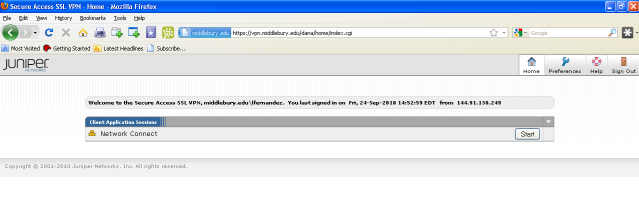 Secure Access SSL VPN - Home - Mozilla Firefox
File Edit View History Bookmarks Tools Help
middlebury.edu https://vpn.middlebury.edu/dana/home/index.cgi Google
Most Visited Getting Started Latest Headlines Subscribe...
JUNIPER
Home Preferences Help Sign Out
Welcome to the Secure Access SSL VPN, middlebury.edu\lfernandez. You last signed in on Fri, 24-Sep-2010 14:52:59 EDT from 144.91.138.249
Client Application Sessions
Network Connect Start
Copyright © 2001-2010 Juniper Networks, Inc. All rights reserved.